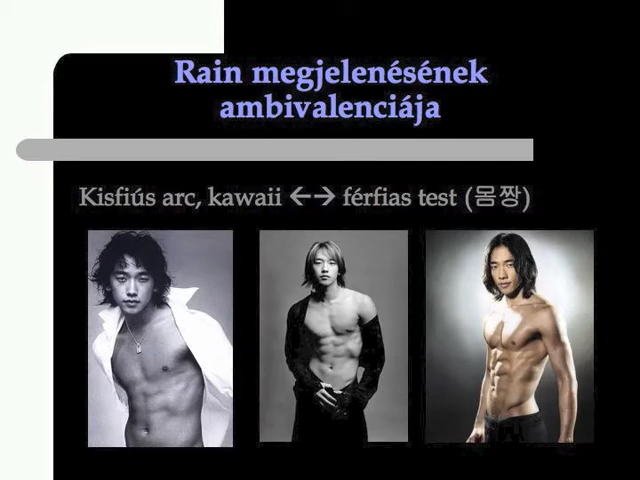 Rain megjelenésének
ambivalenciája
Kisfiús arc, kawaii ←→ férfias test (몸짱)